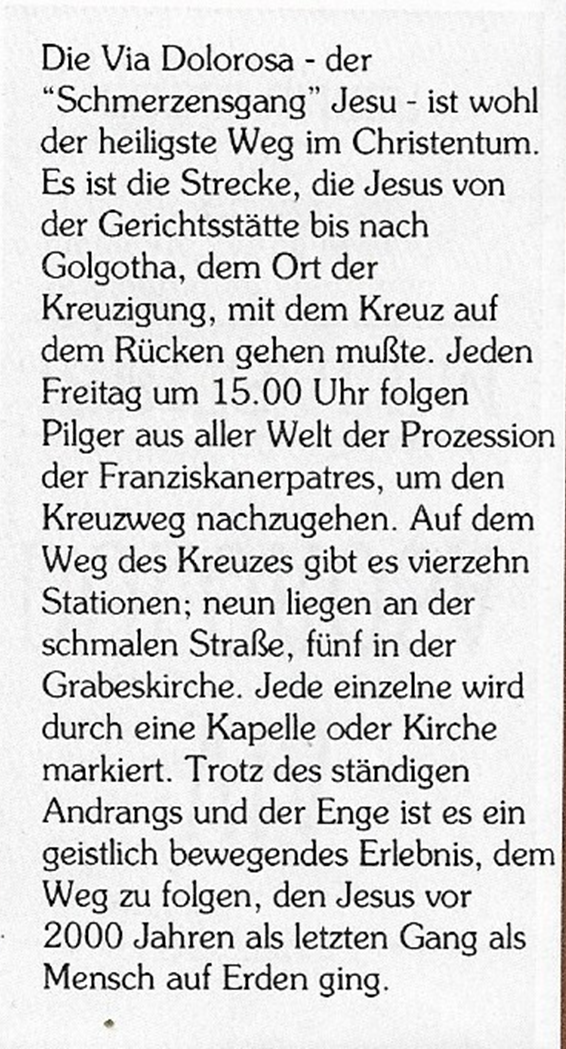 Die Via Dolorosa - der
“Schmerzensgang” Jesu - ist wohl
der heiligste Weg im Christentum.
Es ist die Strecke, die Jesus von
der Gerichtsstätte bis nach
Golgotha, dem Ort der
Kreuzigung, mit dem Kreuz auf
dem Rücken gehen mußte. Jeden
Freitag um 15.00 Uhr folgen
Pilger aus aller Welt der Prozession
der Franziskanerpatres, um den
Kreuzweg nachzugehen. Auf dem
Weg des Kreuzes gibt es vierzehn
Stationen; neun liegen an der
schmalen Straße, fünf in der
Grabeskirche. Jede einzelne wird
durch eine Kapelle oder Kirche
markiert. Trotz des ständigen
Andrangs und der Enge ist es ein
geistlich bewegendes Erlebnis, dem
Weg zu folgen, den Jesus vor
2000 Jahren als letzten Gang als
Mensch auf Erden ging.